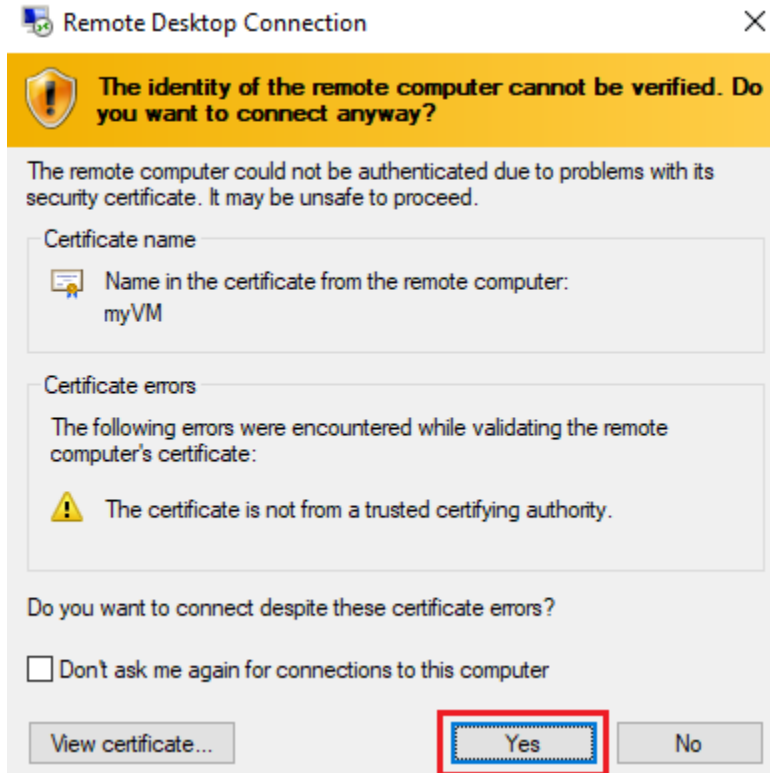 Remote Desktop Connection
The identity of the remote computer cannot be verified. Do
you want to connect anyway?
The remote computer could not be authenticated due to problems with its
security certificate. It may be unsafe to proceed.
Certificate name
Name in the certificate from the remote computer:
myVM
Certificate errors
The following errors were encountered while validating the remote
computer's certificate:
The certificate is not from a trusted certifying authority.
Do you want to connect despite these certificate errors?
Don't ask me again for connections to this computer
View certificate... Yes No